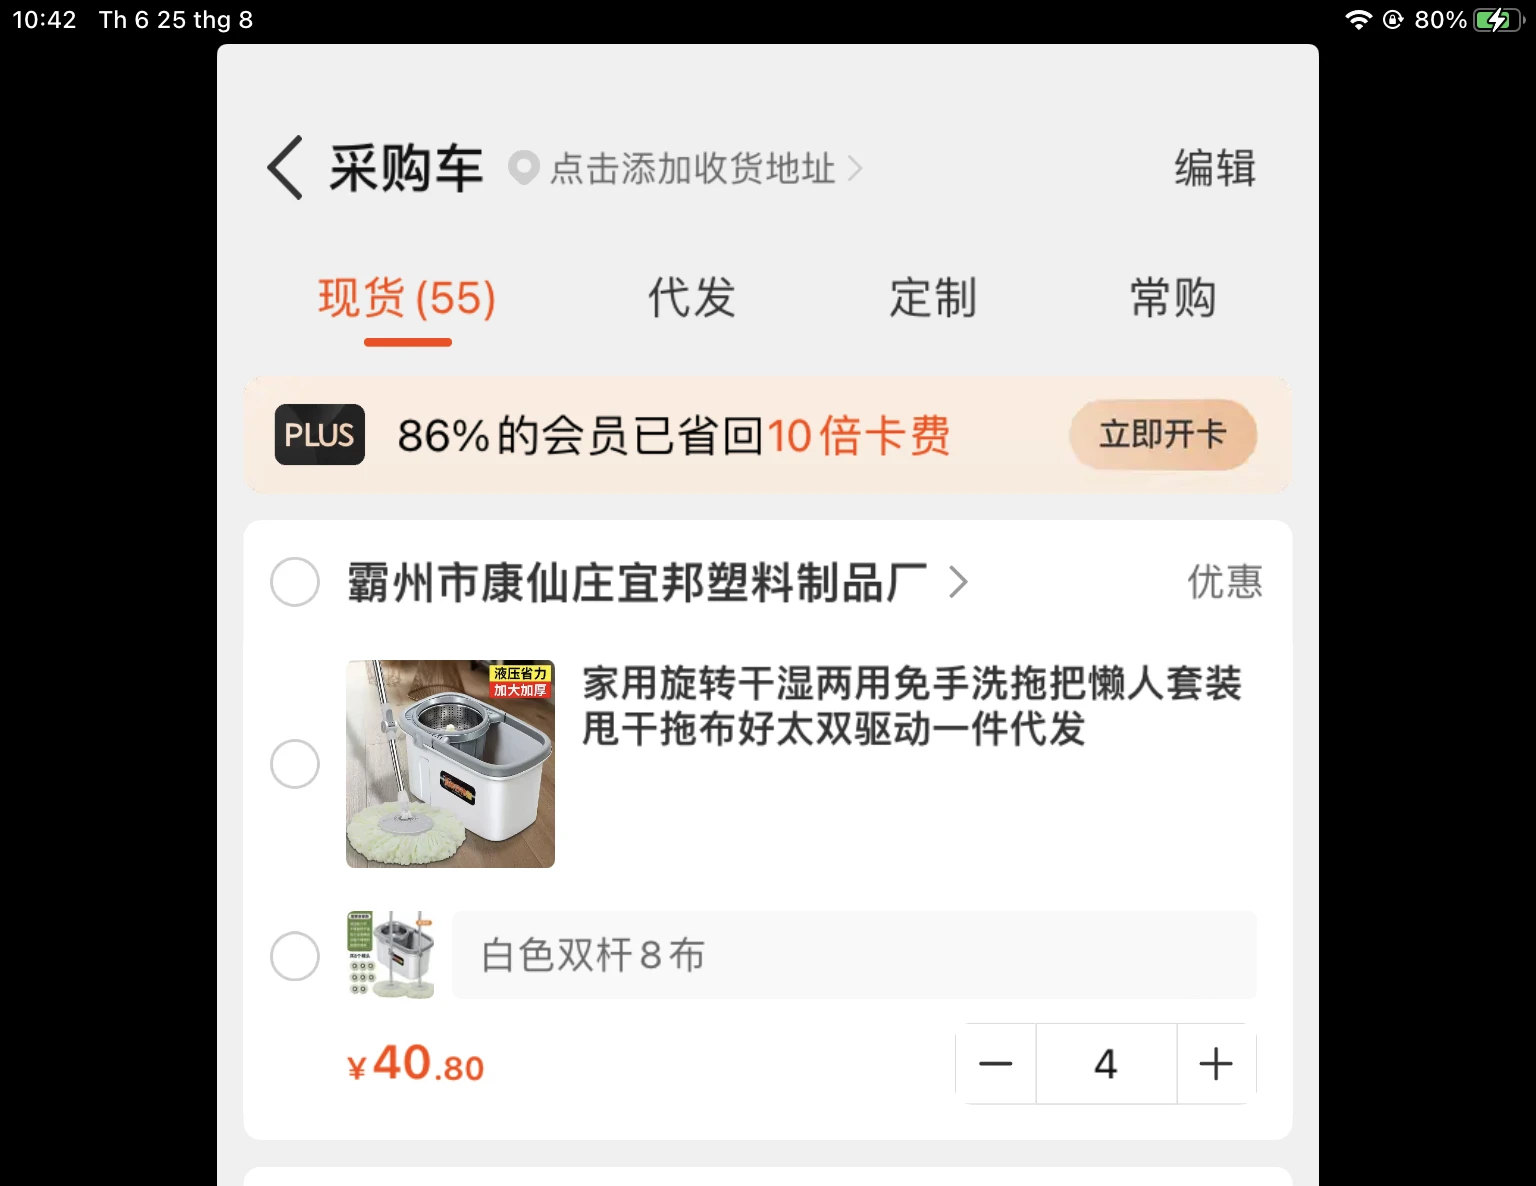 10:42 Th 6 25 thg 8
80%
采购车 点击添加收货地址 编辑
现货(55) 代发 定制 常购
PLUS 86%的会员已省回10倍卡费 立即开卡
霸州市康仙庄宜邦塑料制品厂 优惠
液压省力
加大加厚
家用旋转干湿两用免手洗拖把懒人套装
甩干拖布好太双驱动一件代发
白色双杆8布
¥40.80
4